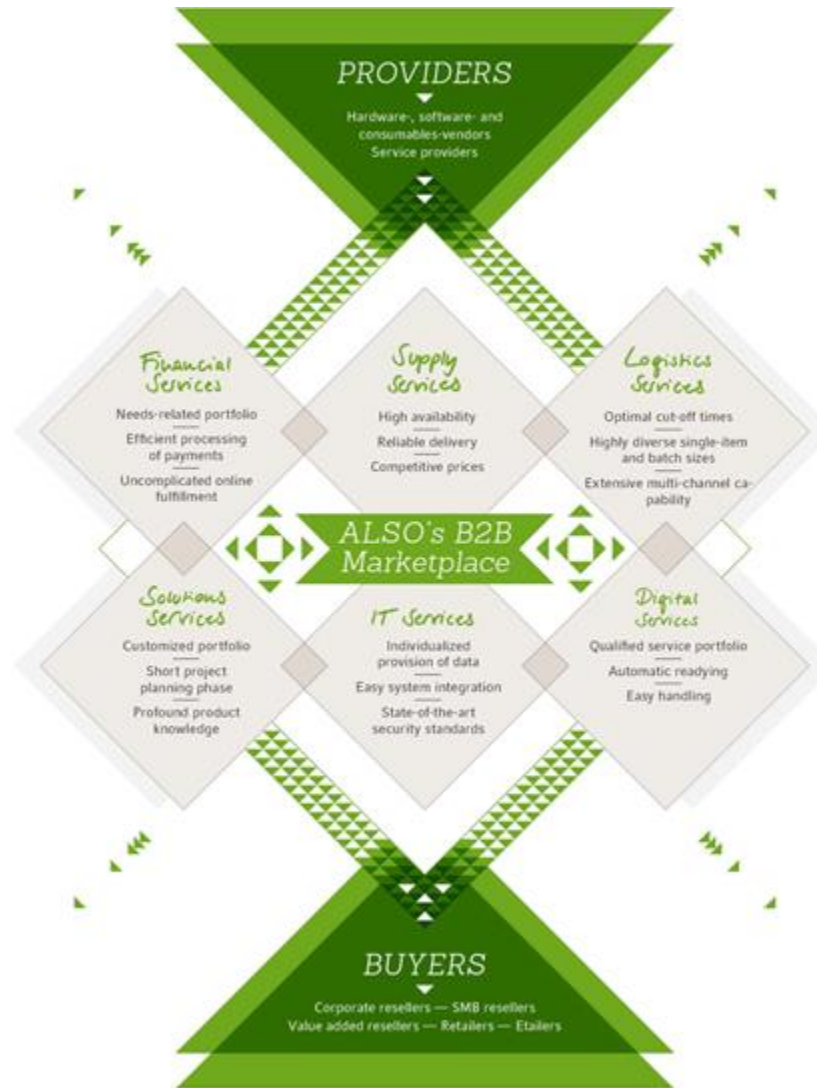 PROVIDERS
Hardware-, software- and
consumables-vendors
Service providers
Financial
Services
Needs-related portfolio
Efficient processing
of payments
Uncomplicated online
fulfillment
Supply
Services
High availability
Reliable delivery
Competitive prices
Logistics
Services
Optimal cut-off times
Highly diverse single-item
and batch sizes
Extensive multi-channel ca-
pability
ALSO's B2B
Marketplace
Solutions
Services
Customized portfolio
Short project
planning phase
Profound product
knowledge
IT Services
Individualized
provision of data
Easy system integration
State-of-the-art
security standards
Digital
Services
Qualified service portfolio
Automatic readying
Easy handling
BUYERS
Corporate resellers — SMB resellers
Value added resellers — Retailers — Etailers